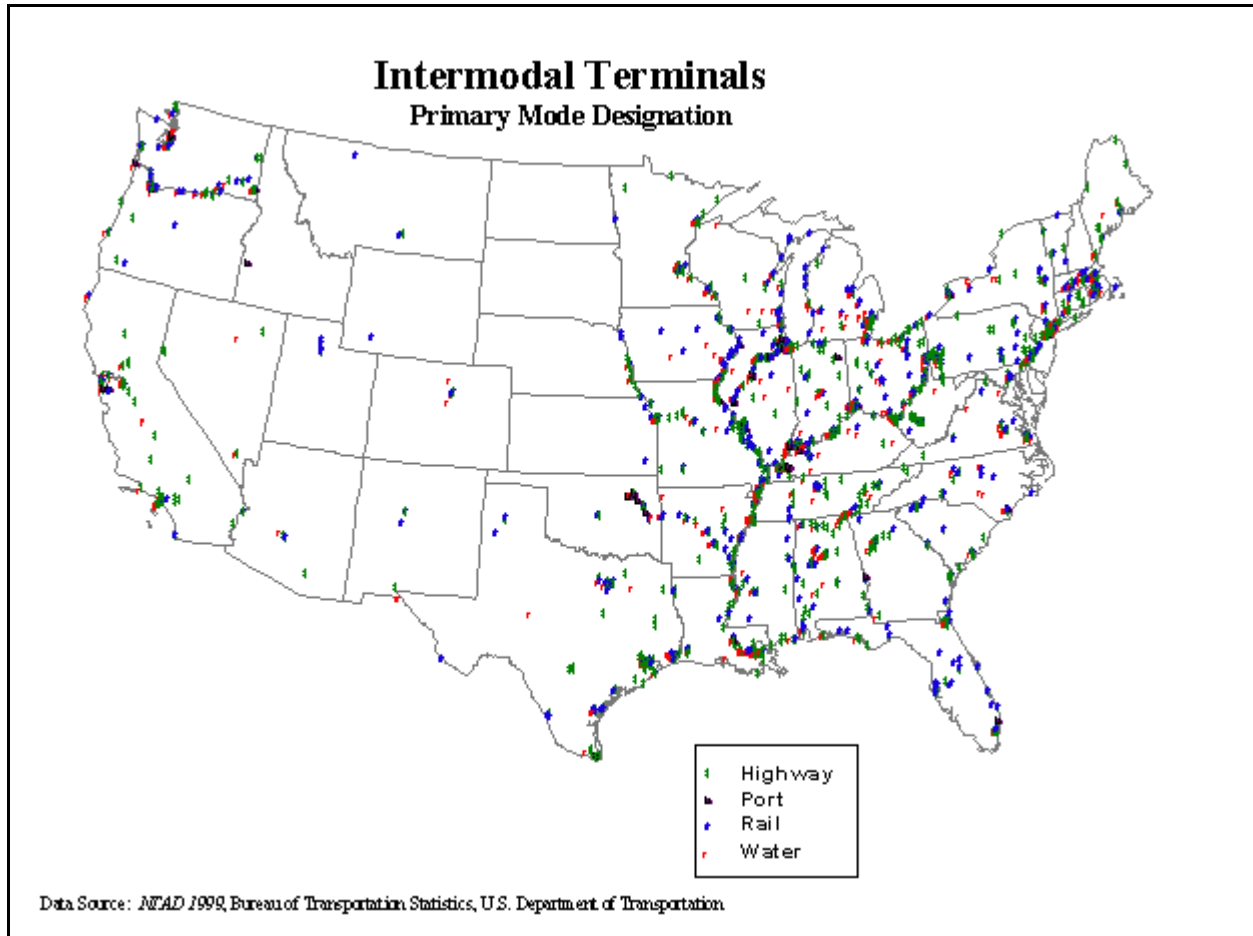 Intermodal Terminals
Primary Mode Designation
Highway
Port
Rail
Water
Data Source: NTAD 1999, Bureau of Transportation Statistics, U.S. Department of Transportation